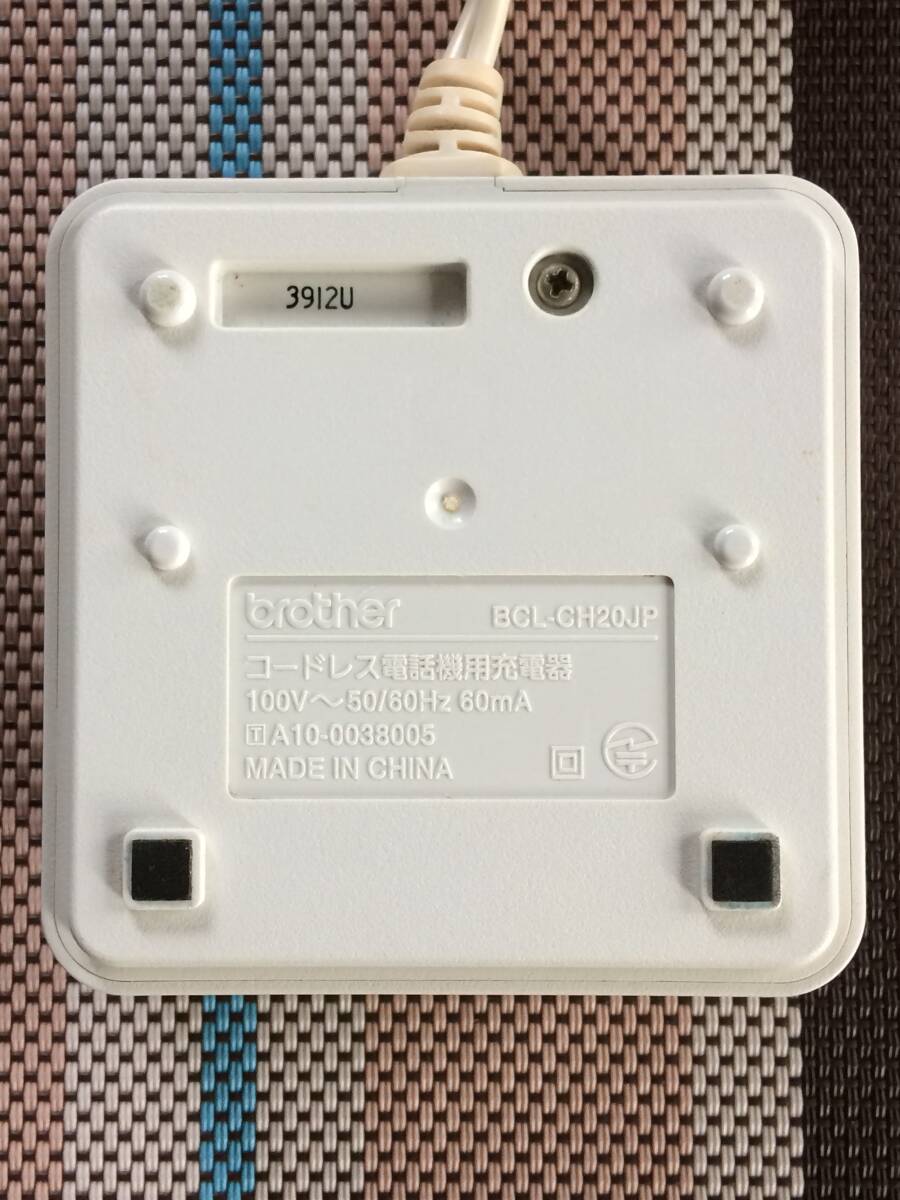 3912U
brother BCL-CH20JP
コードレス電話機用充電器
100V～50/60Hz 60mA
🅃A10-0038005
MADE IN CHINA